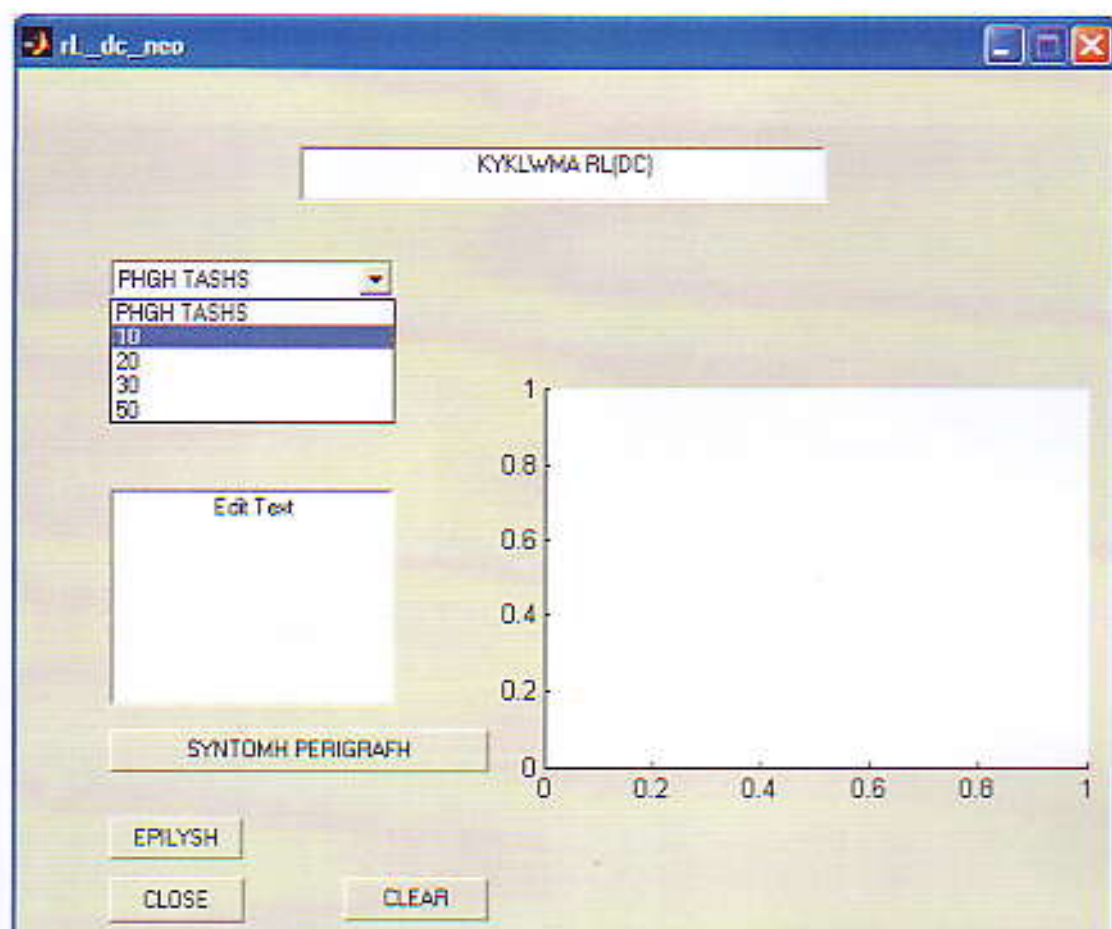 rL_dc_neo
KYKLWMA RL(DC)
PHGH TASHS
PHGH TASHS
10
20
30
50
Edit Text
SYNTOMH PERIGRAFH
EPILYSH
CLOSE
CLEAR
1
0.8
0.6
0.4
0.2
0
0 0.2 0.4 0.6 0.8 1